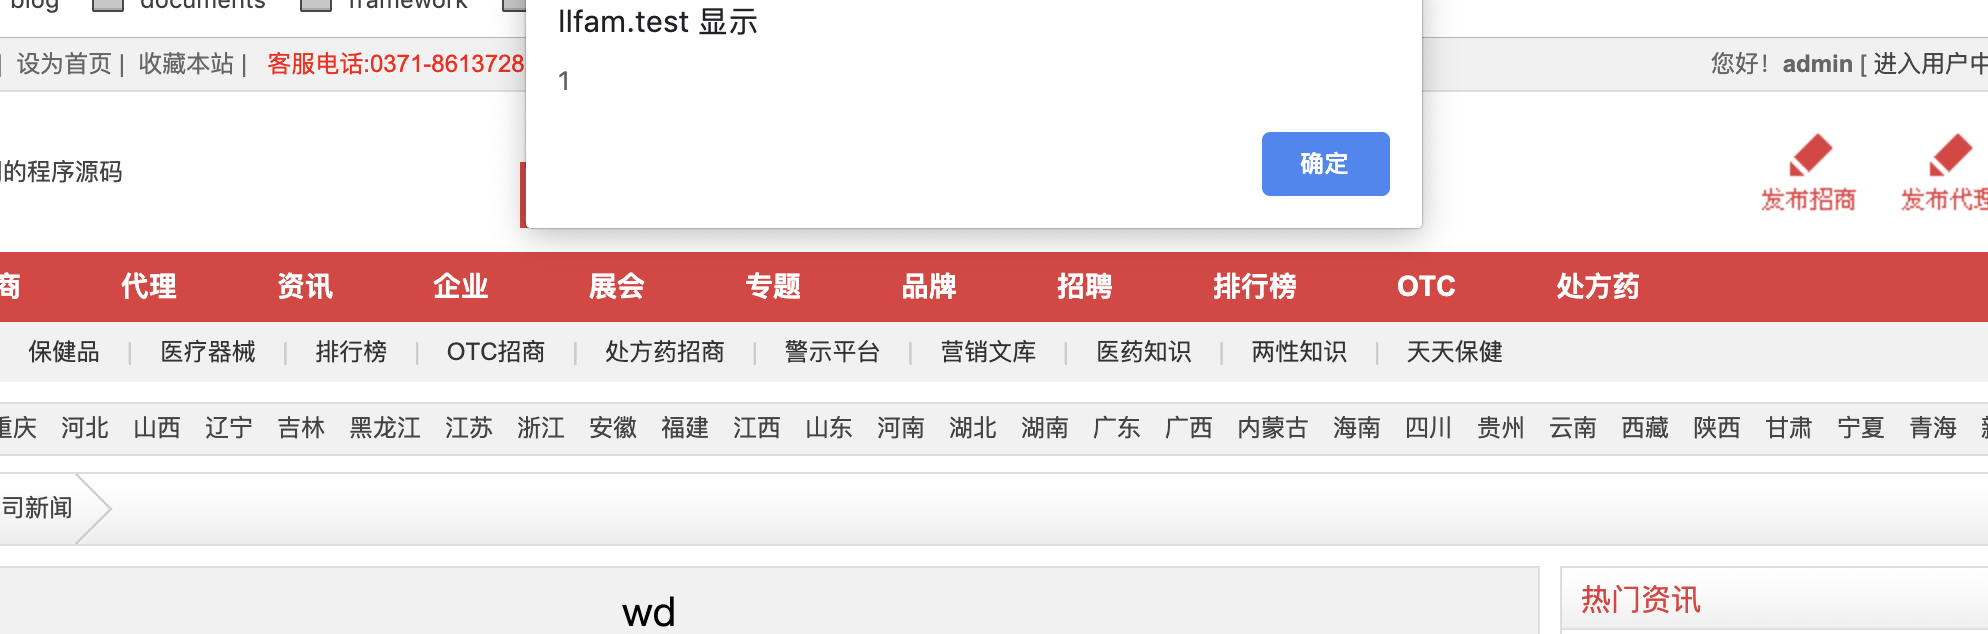 blog documents framework
llfam.test 显示
设为首页 | 收藏本站 | 客服电话:0371-8613728
1
您好! admin [ 进入用户中
确定
的程序源码
发布招商 发布代理
商 代理 资讯 企业 展会 专题 品牌 招聘 排行榜 OTC 处方药
保健品 | 医疗器械 | 排行榜 | OTC招商 | 处方药招商 | 警示平台 | 营销文库 | 医药知识 | 两性知识 | 天天保健
重庆 河北 山西 辽宁 吉林 黑龙江 江苏 浙江 安徽 福建 江西 山东 河南 湖北 湖南 广东 广西 内蒙古 海南 四川 贵州 云南 西藏 陕西 甘肃 宁夏 青海
司新闻
wd
热门资讯